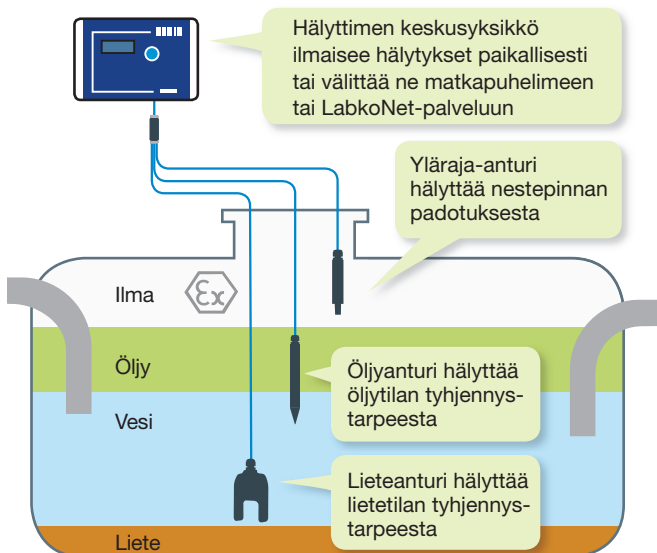 Hälyttimen keskusyksikkö
ilmaisee hälytykset paikallisesti
tai välittää ne matkapuhelimeen
tai LabkoNet-palveluun
Yläraja-anturi
hälyttää nestepinnan
padotuksesta
Ilma
Ex
Öljy
Öljyanturi hälyttää
öljytilan tyhjennys-
tarpeesta
Vesi
Lieteanturi hälyttää
lietetilan tyhjennys-
tarpeesta
Liete